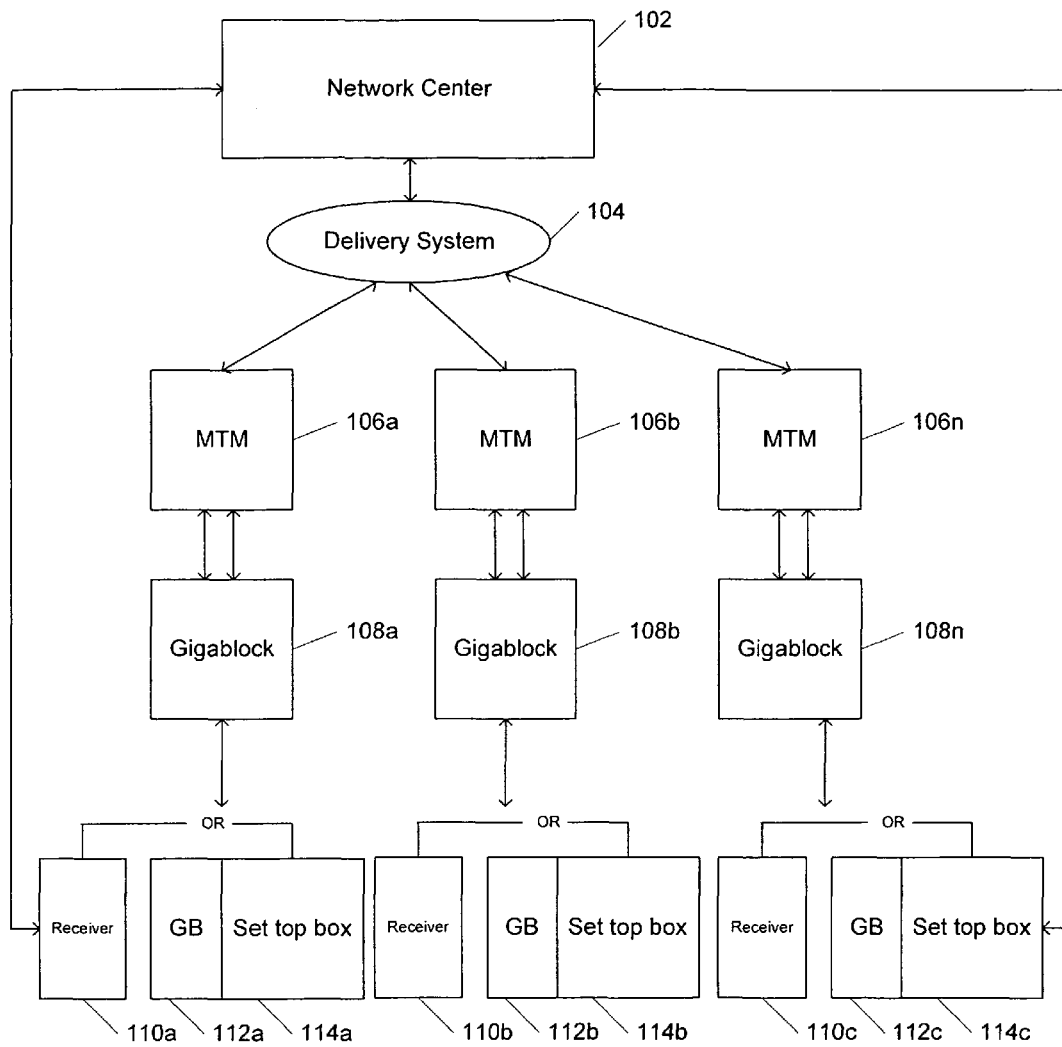 102
Network Center
104
Delivery System
MTM 106a MTM 106b MTM 106n
Gigablock 108a Gigablock 108b Gigablock 108n
OR OR OR
Receiver GB Set top box Receiver GB Set top box Receiver GB Set top box
110a 112a 114a 110b 112b 114b 110c 112c 114c